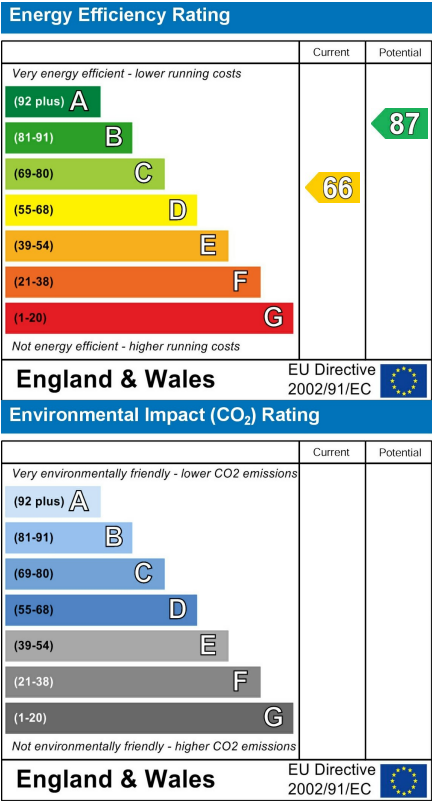 Energy Efficiency Rating
Current Potential
Very energy efficient - lower running costs
(92 plus) A
(81-91) B
87
(69-80) C
66
(55-68) D
(39-54) E
(21-38) F
(1-20) G
Not energy efficient - higher running costs
England & Wales
EU Directive
2002/91/EC
Environmental Impact (CO₂) Rating
Current Potential
Very environmentally friendly - lower CO2 emissions
(92 plus) A
(81-91) B
(69-80) C
(55-68) D
(39-54) E
(21-38) F
(1-20) G
Not environmentally friendly - higher CO2 emissions
England & Wales
EU Directive
2002/91/EC